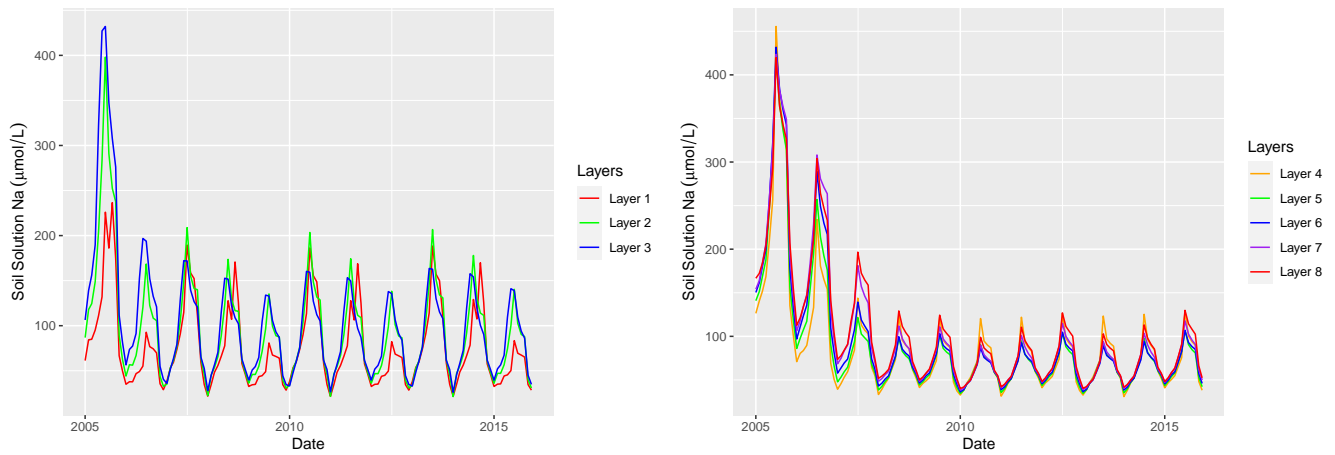 Soil Solution Na (μmol/L)
400
300
200
100
2005
2010
2015
Date
Layers
Layer 1
Layer 2
Layer 3
Soil Solution Na (μmol/L)
400
300
200
100
2005
2010
2015
Date
Layers
Layer 4
Layer 5
Layer 6
Layer 7
Layer 8